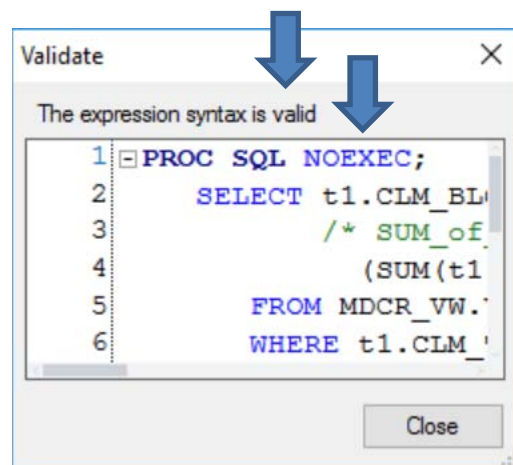 Validate
The expression syntax is valid
1 PROC SQL NOEXEC;
2 SELECT t1.CLM_BL
3 /* SUM_of
4 (SUM(t1
5 FROM MDCR_VW.
6 WHERE t1.CLM_
Close